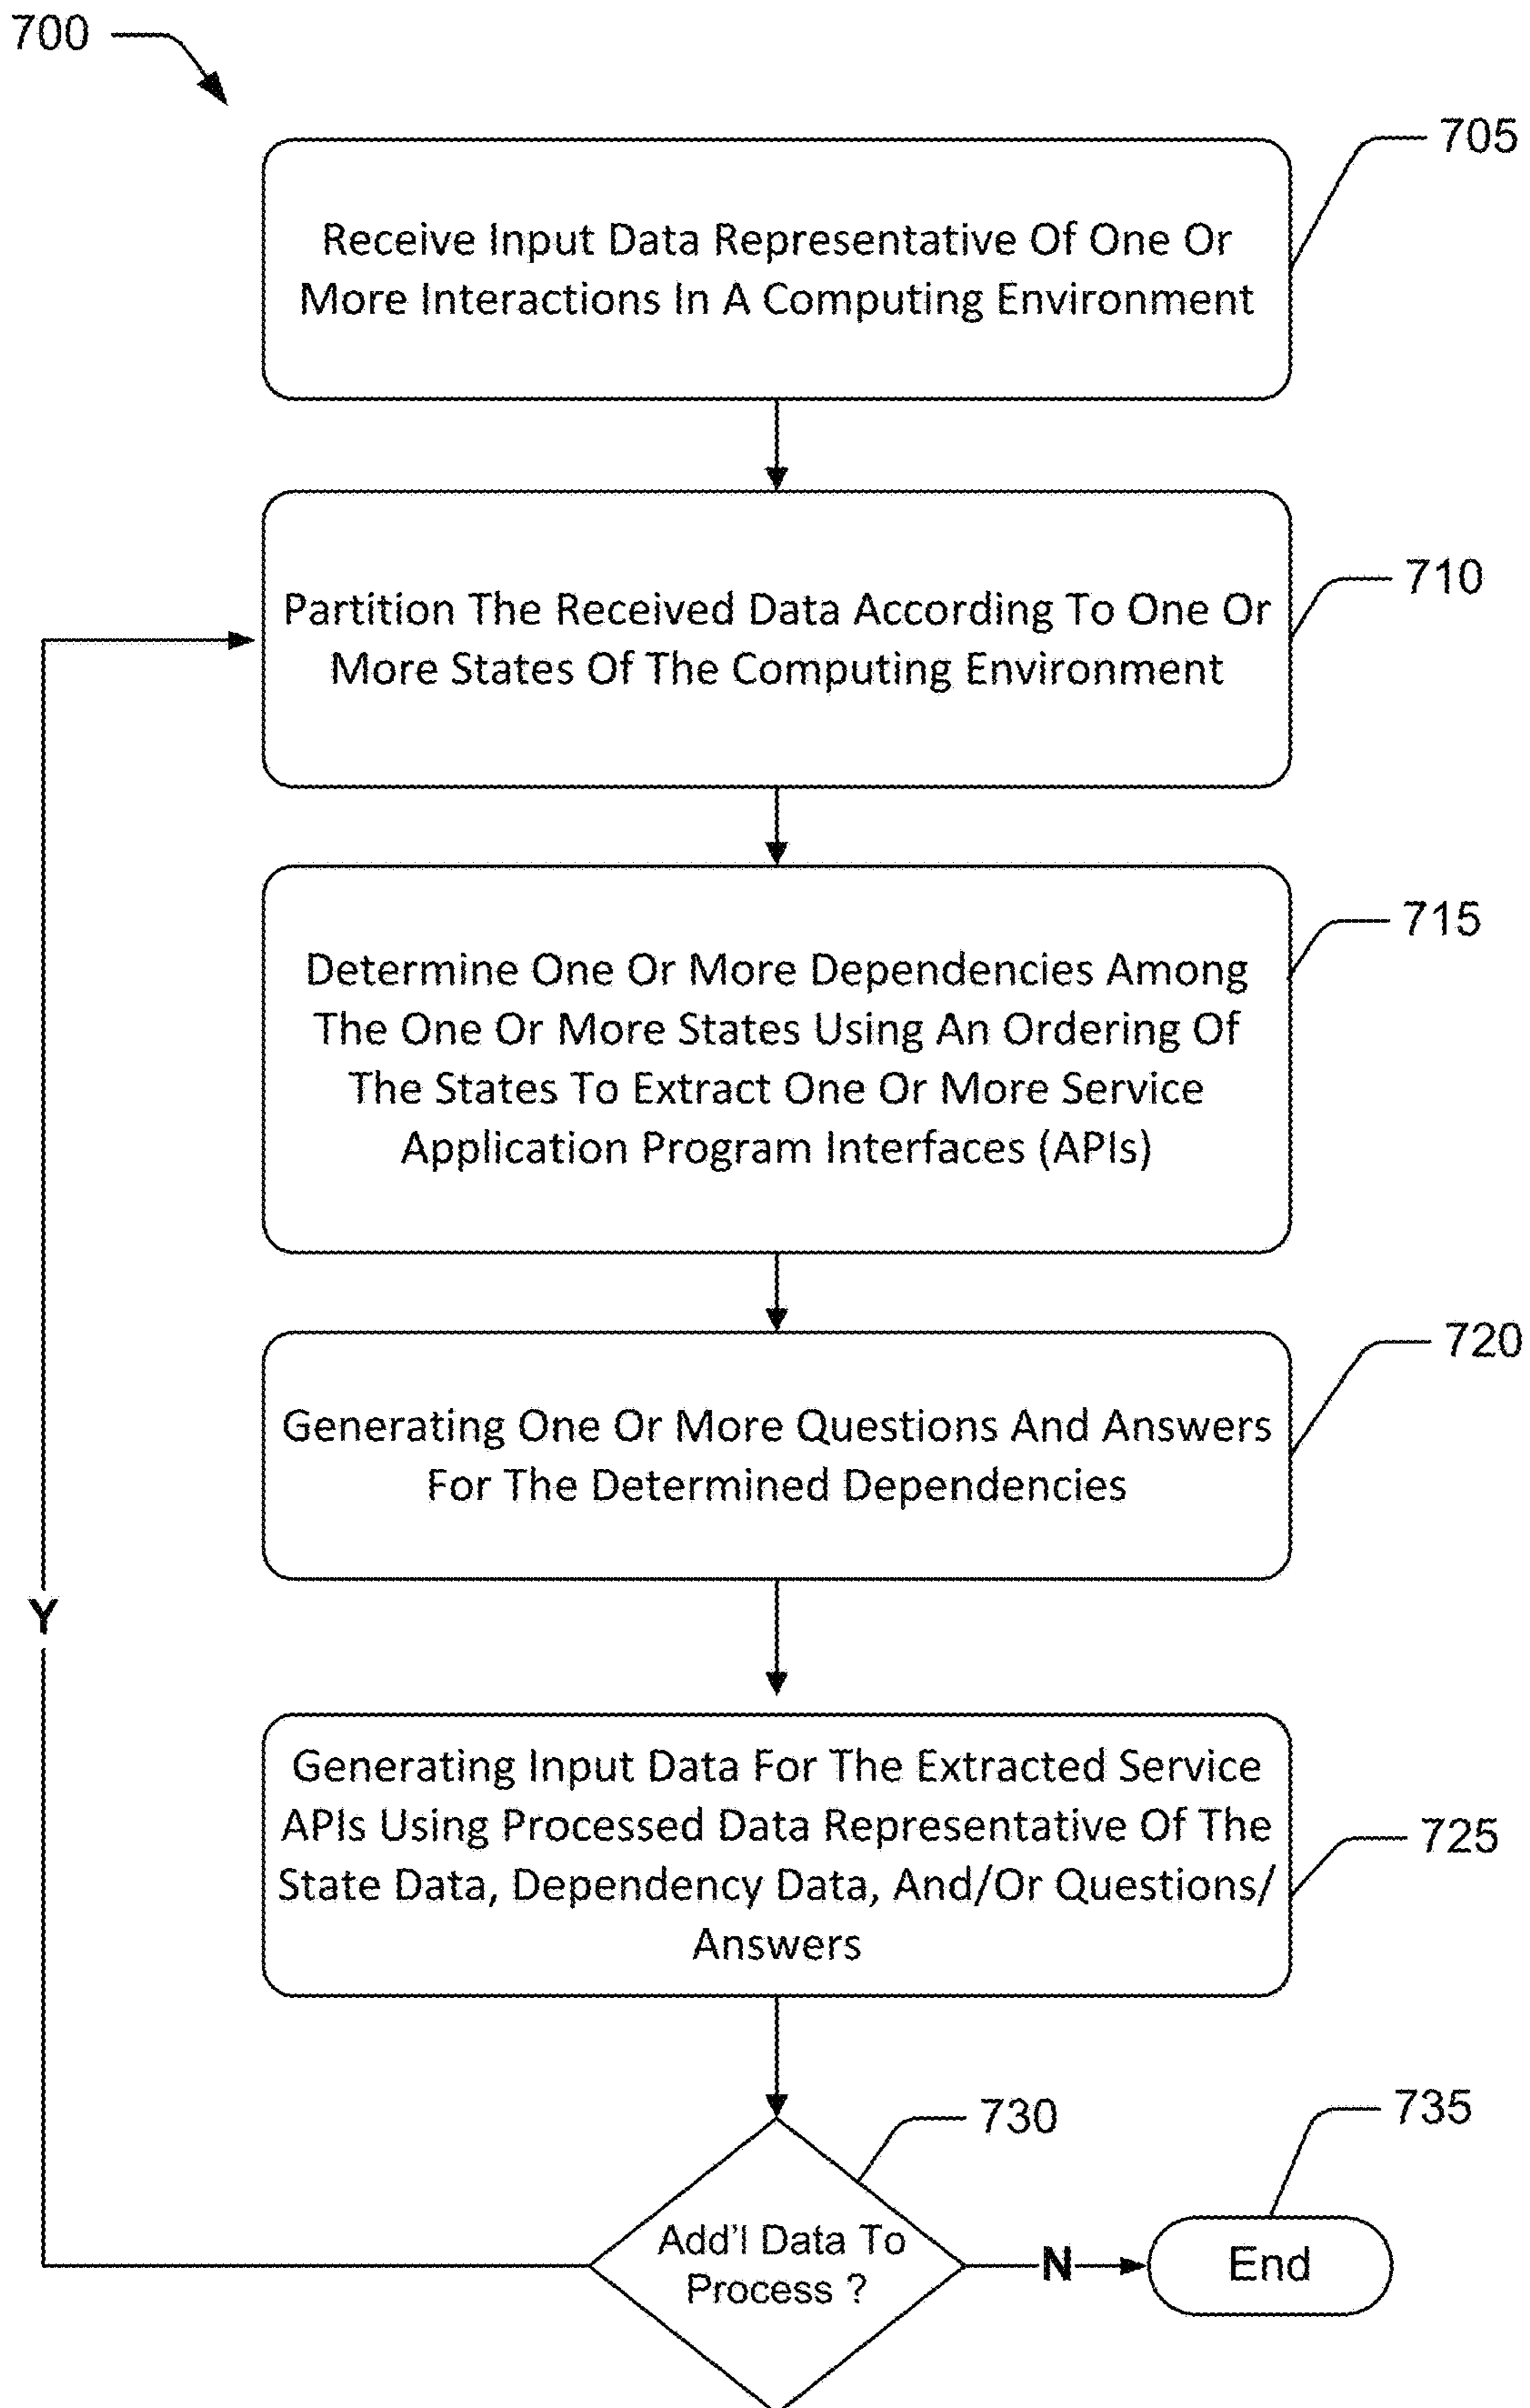 700
705
Receive Input Data Representative Of One Or
More Interactions In A Computing Environment
710
Partition The Received Data According To One Or
More States Of The Computing Environment
715
Determine One Or More Dependencies Among
The One Or More States Using An Ordering Of
The States To Extract One Or More Service
Application Program Interfaces (APIs)
720
Generating One Or More Questions And Answers
For The Determined Dependencies
Y
Generating Input Data For The Extracted Service
APIs Using Processed Data Representative Of The
State Data, Dependency Data, And/Or Questions/
Answers
725
730
735
Add'l Data To
Process ?
N
End